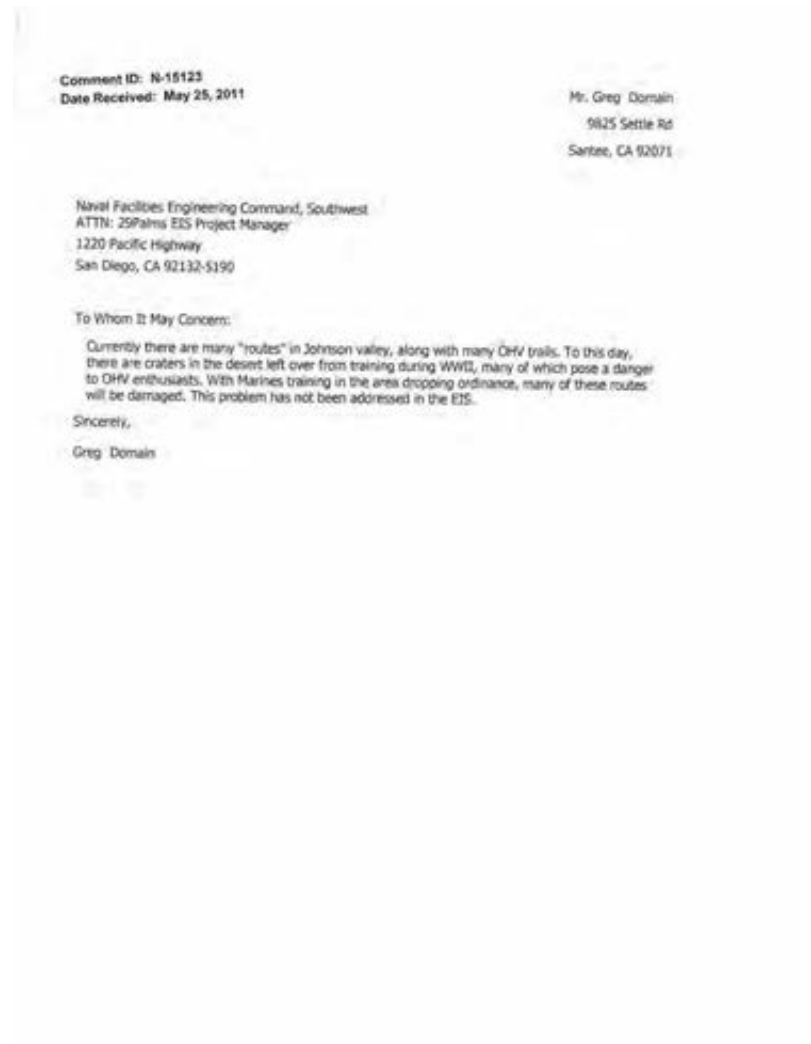 Comment ID: N-15123
Date Received: May 25, 2011
Mr. Greg Domain
9825 Settle Rd
Santee, CA 92071
Naval Facilities Engineering Command, Southwest
ATTN: 29Palms EIS Project Manager
1220 Pacific Highway
San Diego, CA 92132-5190
To Whom It May Concern:
Currently there are many "routes" in Johnson valley, along with many OHV trails. To this day,
there are craters in the desert left over from training during WWII, many of which pose a danger
to OHV enthusiasts. With Marines training in the area dropping ordinance, many of these routes
will be damaged. This problem has not been addressed in the EIS.
Sincerely,
Greg Domain